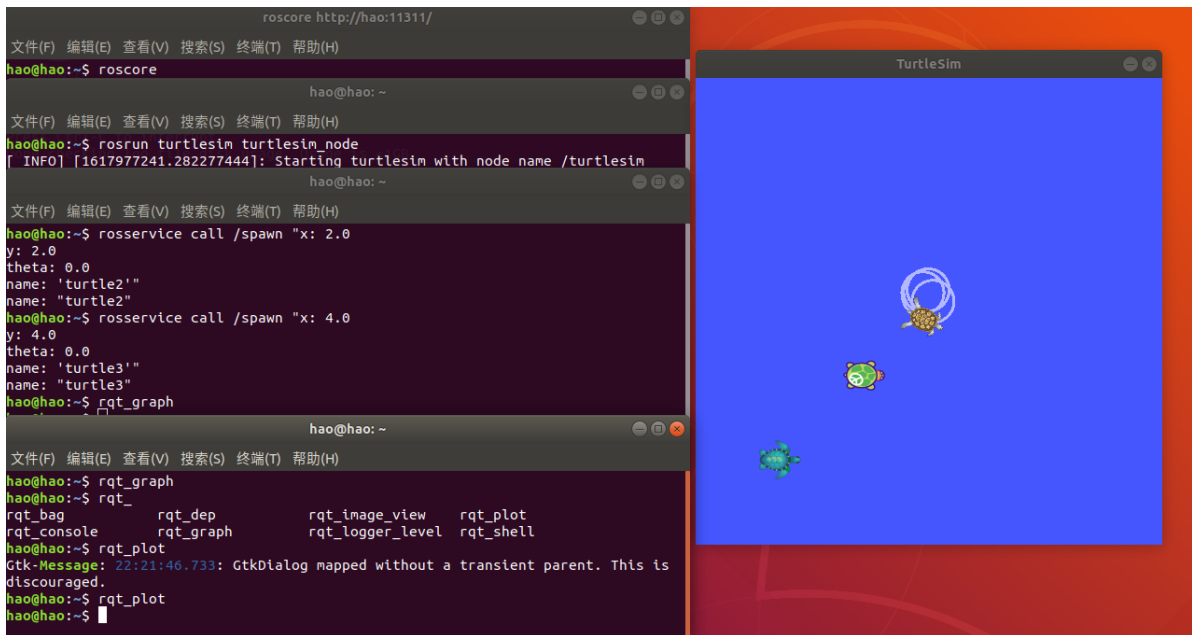 roscore http://hao:11311/
文件(F) 编辑(E) 查看(V) 搜索(S) 终端(T) 帮助(H)
hao@hao:~$ roscore
hao@hao: ~
文件(F) 编辑(E) 查看(V) 搜索(S) 终端(T) 帮助(H)
hao@hao:~$ rosrun turtlesim turtlesim_node
[ INFO] [1617977241.282277444]: Starting turtlesim with node name /turtlesim
hao@hao: ~
文件(F) 编辑(E) 查看(V) 搜索(S) 终端(T) 帮助(H)
hao@hao:~$ rosservice call /spawn "x: 2.0
y: 2.0
theta: 0.0
name: 'turtle2'"
name: "turtle2"
hao@hao:~$ rosservice call /spawn "x: 4.0
y: 4.0
theta: 0.0
name: 'turtle3'"
name: "turtle3"
hao@hao:~$ rqt_graph
hao@hao: ~
文件(F) 编辑(E) 查看(V) 搜索(S) 终端(T) 帮助(H)
hao@hao:~$ rqt_graph
hao@hao:~$ rqt_
rqt_bag rqt_dep rqt_image_view rqt_plot
rqt_console rqt_graph rqt_logger_level rqt_shell
hao@hao:~$ rqt_plot
Gtk-Message: 22:21:46.733: GtkDialog mapped without a transient parent. This is
discouraged.
hao@hao:~$ rqt_plot
hao@hao:~$
TurtleSim